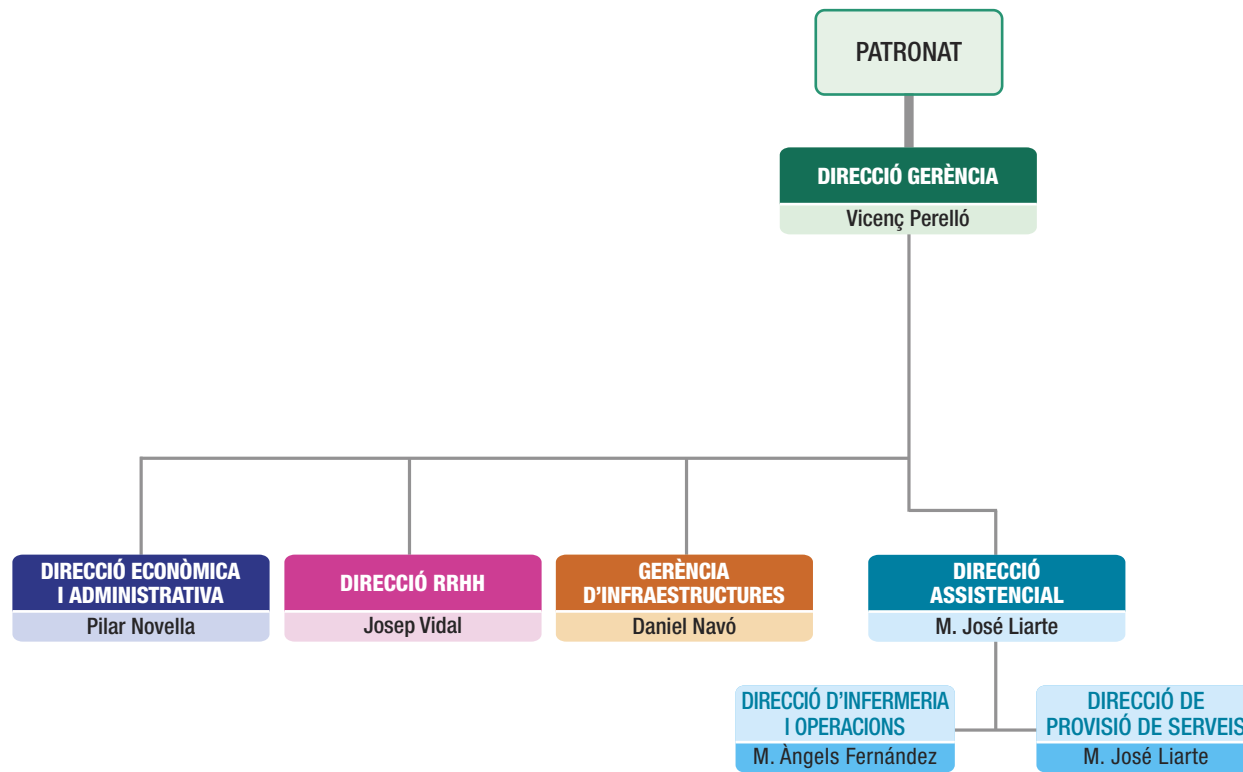 PATRONAT
DIRECCIÓ GERÈNCIA
Vicenç Perelló
DIRECCIÓ ECONÒMICA
I ADMINISTRATIVA
Pilar Novella
DIRECCIÓ RRHH
Josep Vidal
GERÈNCIA
D'INFRAESTRUCTURES
Daniel Navó
DIRECCIÓ
ASSISTENCIAL
M. José Liarte
DIRECCIÓ D'INFERMERIA
I OPERACIONS
M. Àngels Fernández
DIRECCIÓ DE
PROVISIÓ DE SERVEIS
M. José Liarte